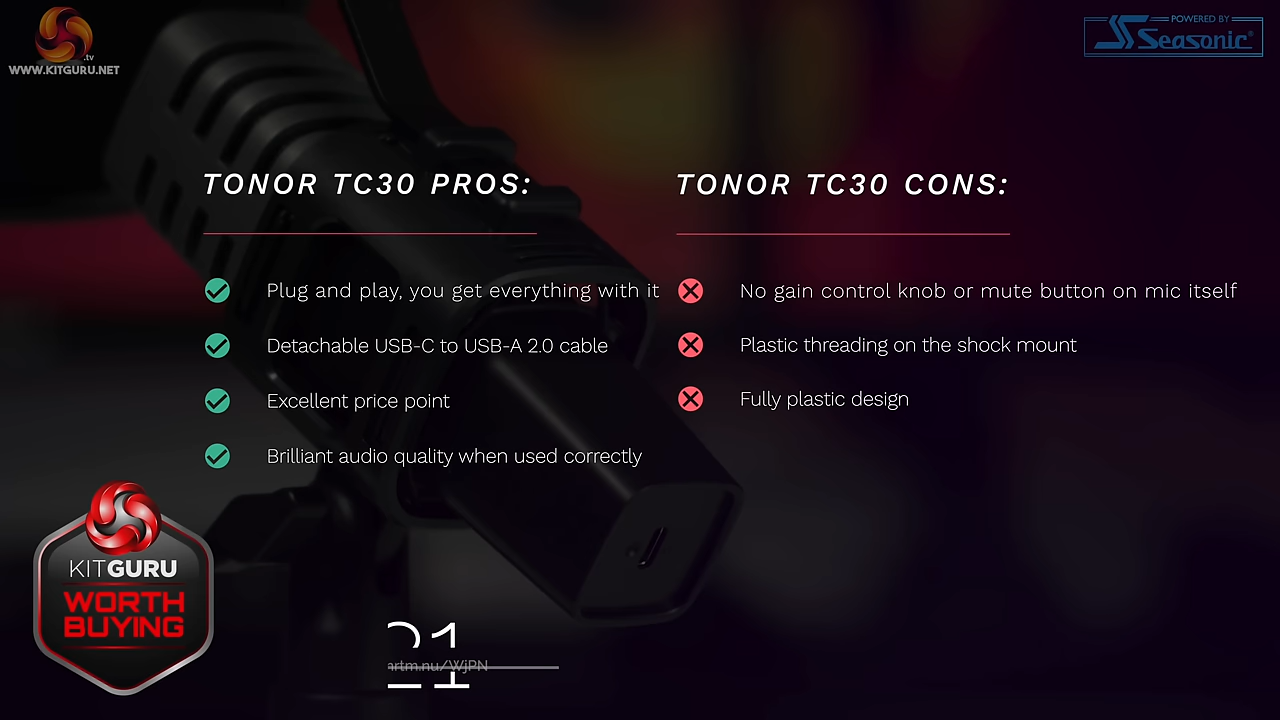 .tv
WWW.KITGURU.NET
POWERED BY
Seasonic
TONOR TC30 PROS:
Plug and play, you get everything with it
Detachable USB-C to USB-A 2.0 cable
Excellent price point
Brilliant audio quality when used correctly
TONOR TC30 CONS:
No gain control knob or mute button on mic itself
Plastic threading on the shock mount
Fully plastic design
KITGURU
WORTH
BUYING